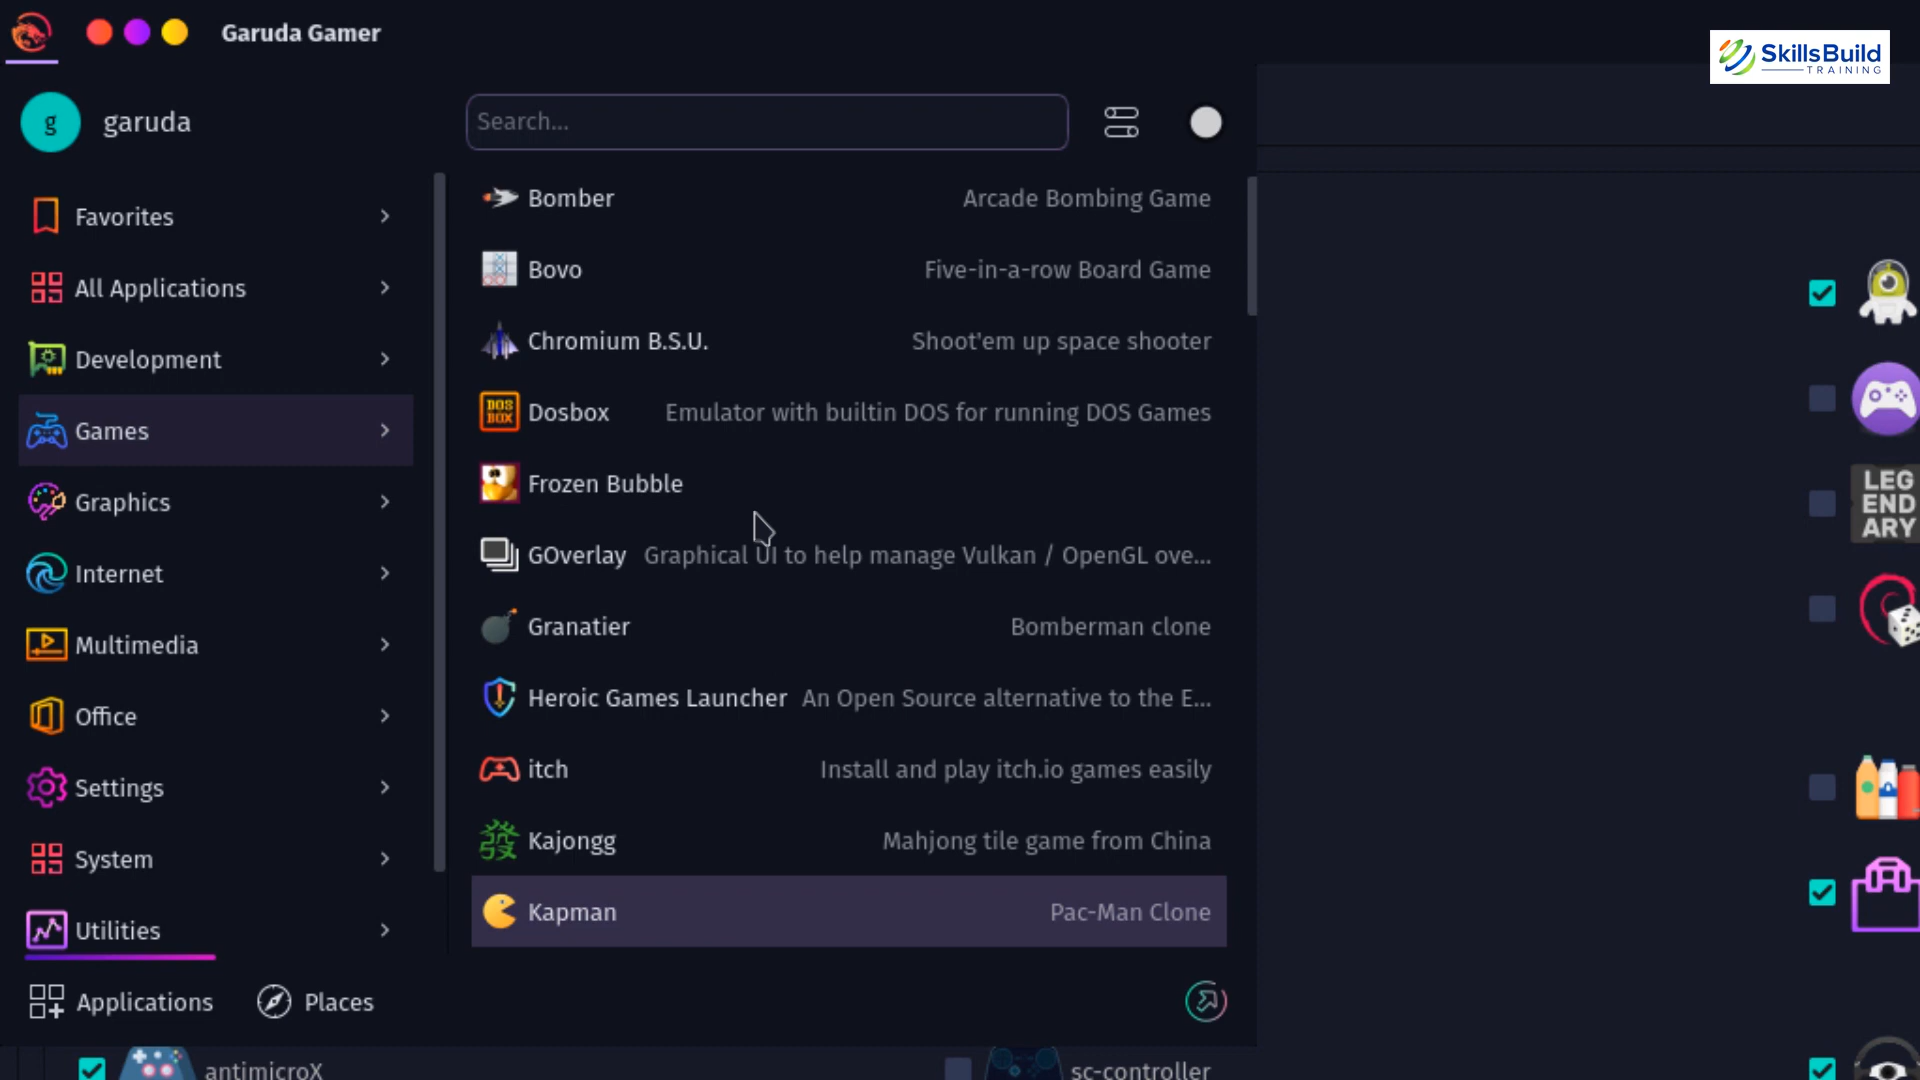 Garuda Gamer
SkillsBuild
TRAINING
g
garuda
Search...
Favorites
All Applications
Development
Games
Graphics
Internet
Multimedia
Office
Settings
System
Utilities
Bomber Arcade Bombing Game
Bovo Five-in-a-row Board Game
Chromium B.S.U. Shoot'em up space shooter
DOS
BOX
Dosbox Emulator with builtin DOS for running DOS Games
Frozen Bubble
GOverlay Graphical UI to help manage Vulkan / OpenGL ove...
Granatier Bomberman clone
Heroic Games Launcher An Open Source alternative to the E...
itch Install and play itch.io games easily
發
Kajongg Mahjong tile game from China
Kapman Pac-Man Clone
LEG
END
ARY
Applications Places
antimicroX sc-controller